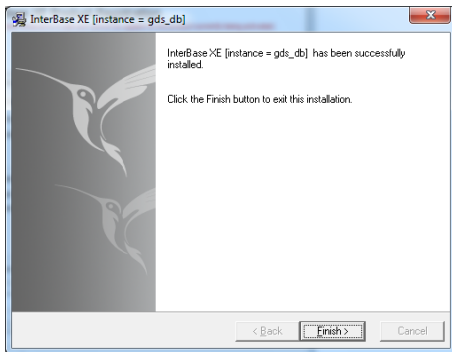 InterBase XE [instance = gds_db]
InterBase XE [instance = gds_db] has been successfully
installed.
Click the Finish button to exit this installation.
< Back
Finish >
Cancel